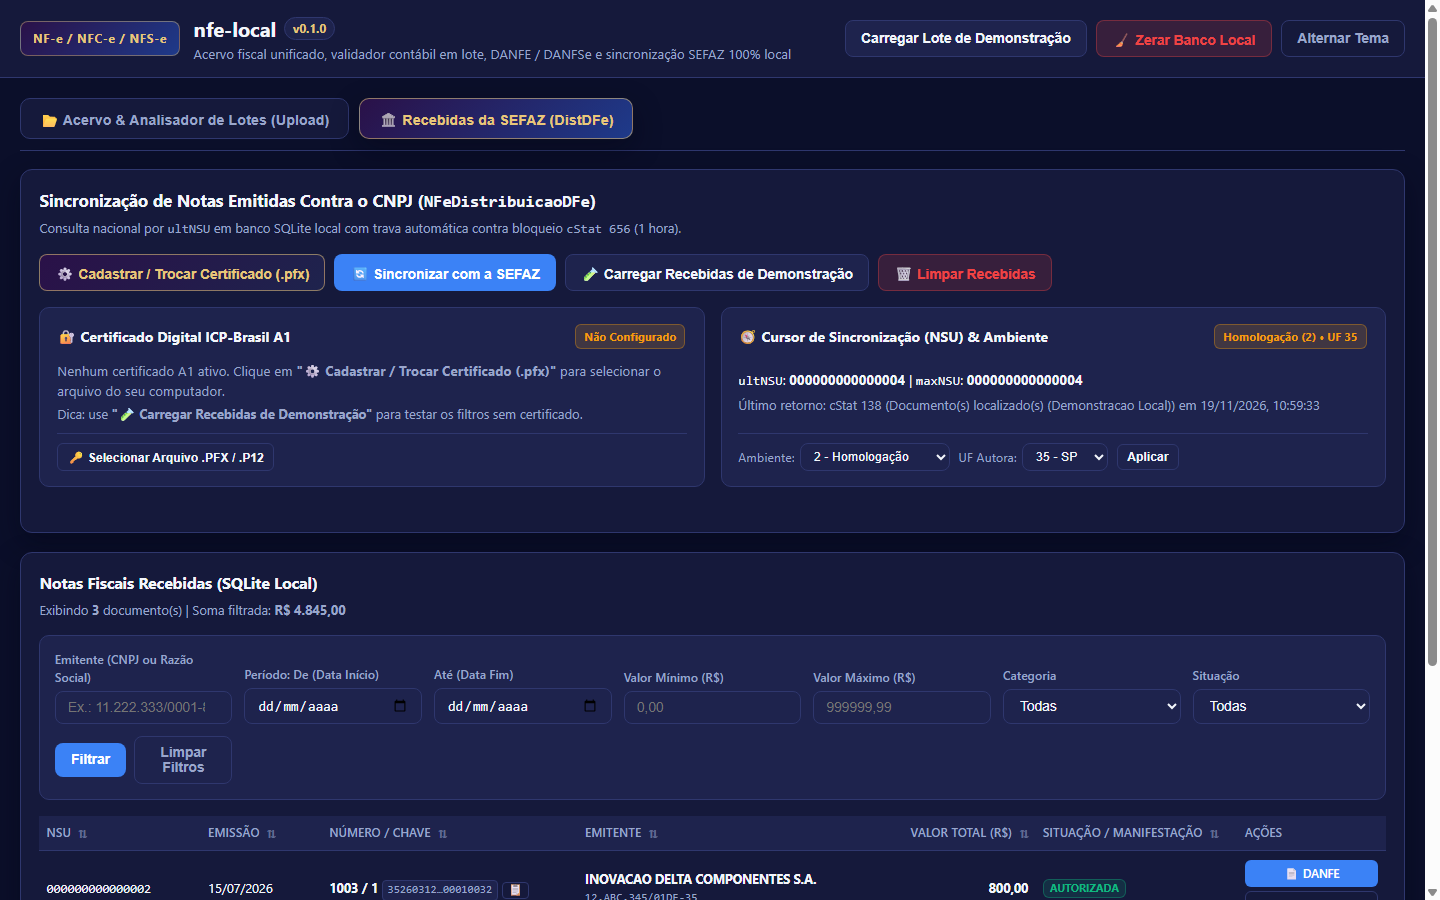 NF-e / NFC-e / NFS-e
nfe-local v0.1.0
Acervo fiscal unificado, validador contábil em lote, DANFE / DANFSe e sincronização SEFAZ 100% local
Carregar Lote de Demonstração
Zerar Banco Local
Alternar Tema
Acervo & Analisador de Lotes (Upload)
Recebidas da SEFAZ (DistDFe)
Sincronização de Notas Emitidas Contra o CNPJ (NFeDistribuicaoDFe)
Consulta nacional por ultNSU em banco SQLite local com trava automática contra bloqueio cStat 656 (1 hora).
Cadastrar / Trocar Certificado (.pfx)
Sincronizar com a SEFAZ
Carregar Recebidas de Demonstração
Limpar Recebidas
Certificado Digital ICP-Brasil A1
Não Configurado
Nenhum certificado A1 ativo. Clique em "⚙ Cadastrar / Trocar Certificado (.pfx)" para selecionar o
arquivo do seu computador.
Dica: use "🧪 Carregar Recebidas de Demonstração" para testar os filtros sem certificado.
Selecionar Arquivo .PFX / .P12
Cursor de Sincronização (NSU) & Ambiente
Homologação (2) • UF 35
ultNSU: 000000000000004 | maxNSU: 000000000000004
Último retorno: cStat 138 (Documento(s) localizado(s) (Demonstracao Local)) em 19/11/2026, 10:59:33
Ambiente: 2 - Homologação UF Autora: 35 - SP Aplicar
Notas Fiscais Recebidas (SQLite Local)
Exibindo 3 documento(s) | Soma filtrada: R$ 4.845,00
Emitente (CNPJ ou Razão
Social)
Ex.: 11.222.333/0001-8
Período: De (Data Início)
dd/mm/aaaa
Até (Data Fim)
dd/mm/aaaa
Valor Mínimo (R$)
0,00
Valor Máximo (R$)
999999,99
Categoria
Todas
Situação
Todas
Filtrar
Limpar
Filtros
NSU EMISSÃO NÚMERO / CHAVE EMITENTE VALOR TOTAL (R$) SITUAÇÃO / MANIFESTAÇÃO AÇÕES
000000000000002 15/07/2026 1003 / 1 35260312…00010032 INOVACAO DELTA COMPONENTES S.A. 800,00 AUTORIZADA DANFE
12.ABC.345/01DE-35